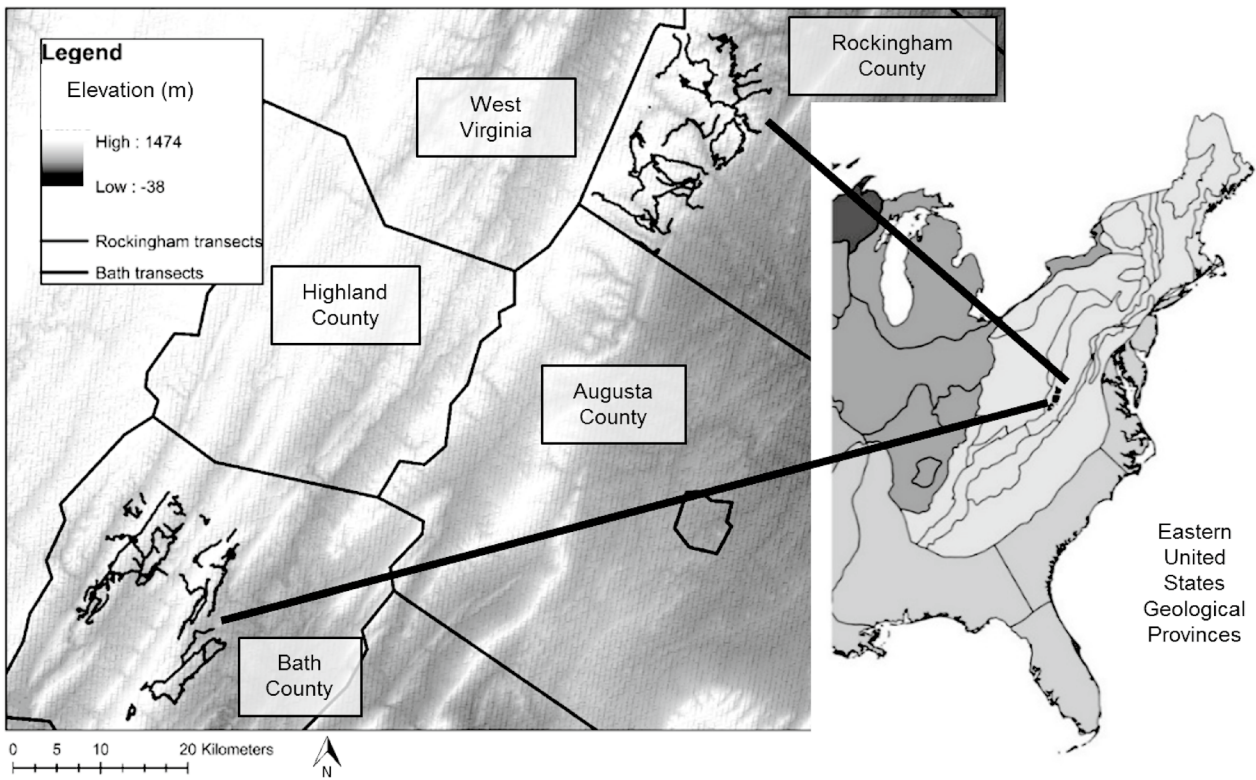 Legend
Elevation (m)
High : 1474
Low : -38
Rockingham transects
Bath transects
West
Virginia
Rockingham
County
Highland
County
Augusta
County
Bath
County
Eastern
United
States
Geological
Provinces
0 5 10 20 Kilometers
N